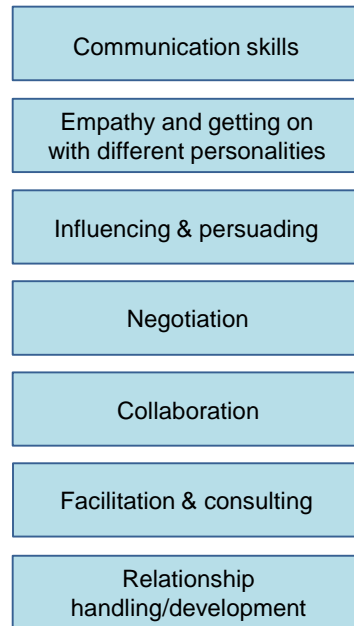 Communication skills
Empathy and getting on
with different personalities
Influencing & persuading
Negotiation
Collaboration
Facilitation & consulting
Relationship
handling/development